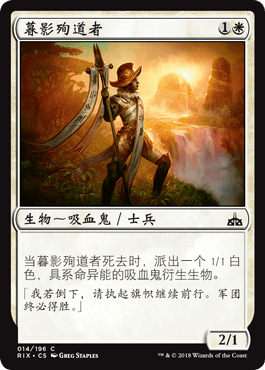 暮影殉道者 1
生物～吸血鬼／士兵
当暮影殉道者死去时，派出一个1/1白
色，具系命异能的吸血鬼衍生生物。
「我若倒下，请执起旗帜继续前行。军团
终必得胜。」
2/1
014/196 C
RIX • CS Greg Staples
™ & © 2018 Wizards of the Coast